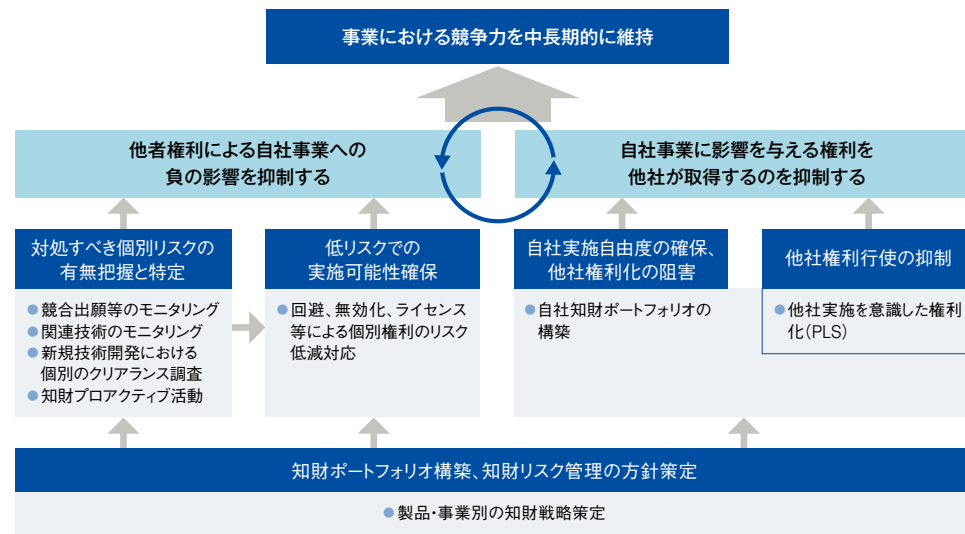 事業における競争力を中長期的に維持
他者権利による自社事業への
負の影響を抑制する
自社事業に影響を与える権利を
他社が取得するのを抑制する
対処すべき個別リスクの
有無把握と特定
●競合出願等のモニタリング
●関連技術のモニタリング
●新規技術開発における
個別のクリアランス調査
●知財プロアクティブ活動
低リスクでの
実施可能性確保
●回避、無効化、ライセンス
等による個別権利のリスク
低減対応
自社実施自由度の確保、
他社権利化の阻害
●自社知財ポートフォリオの
構築
他社権利行使の抑制
●他社実施を意識した権利
化(PLS)
知財ポートフォリオ構築、知財リスク管理の方針策定
●製品・事業別の知財戦略策定